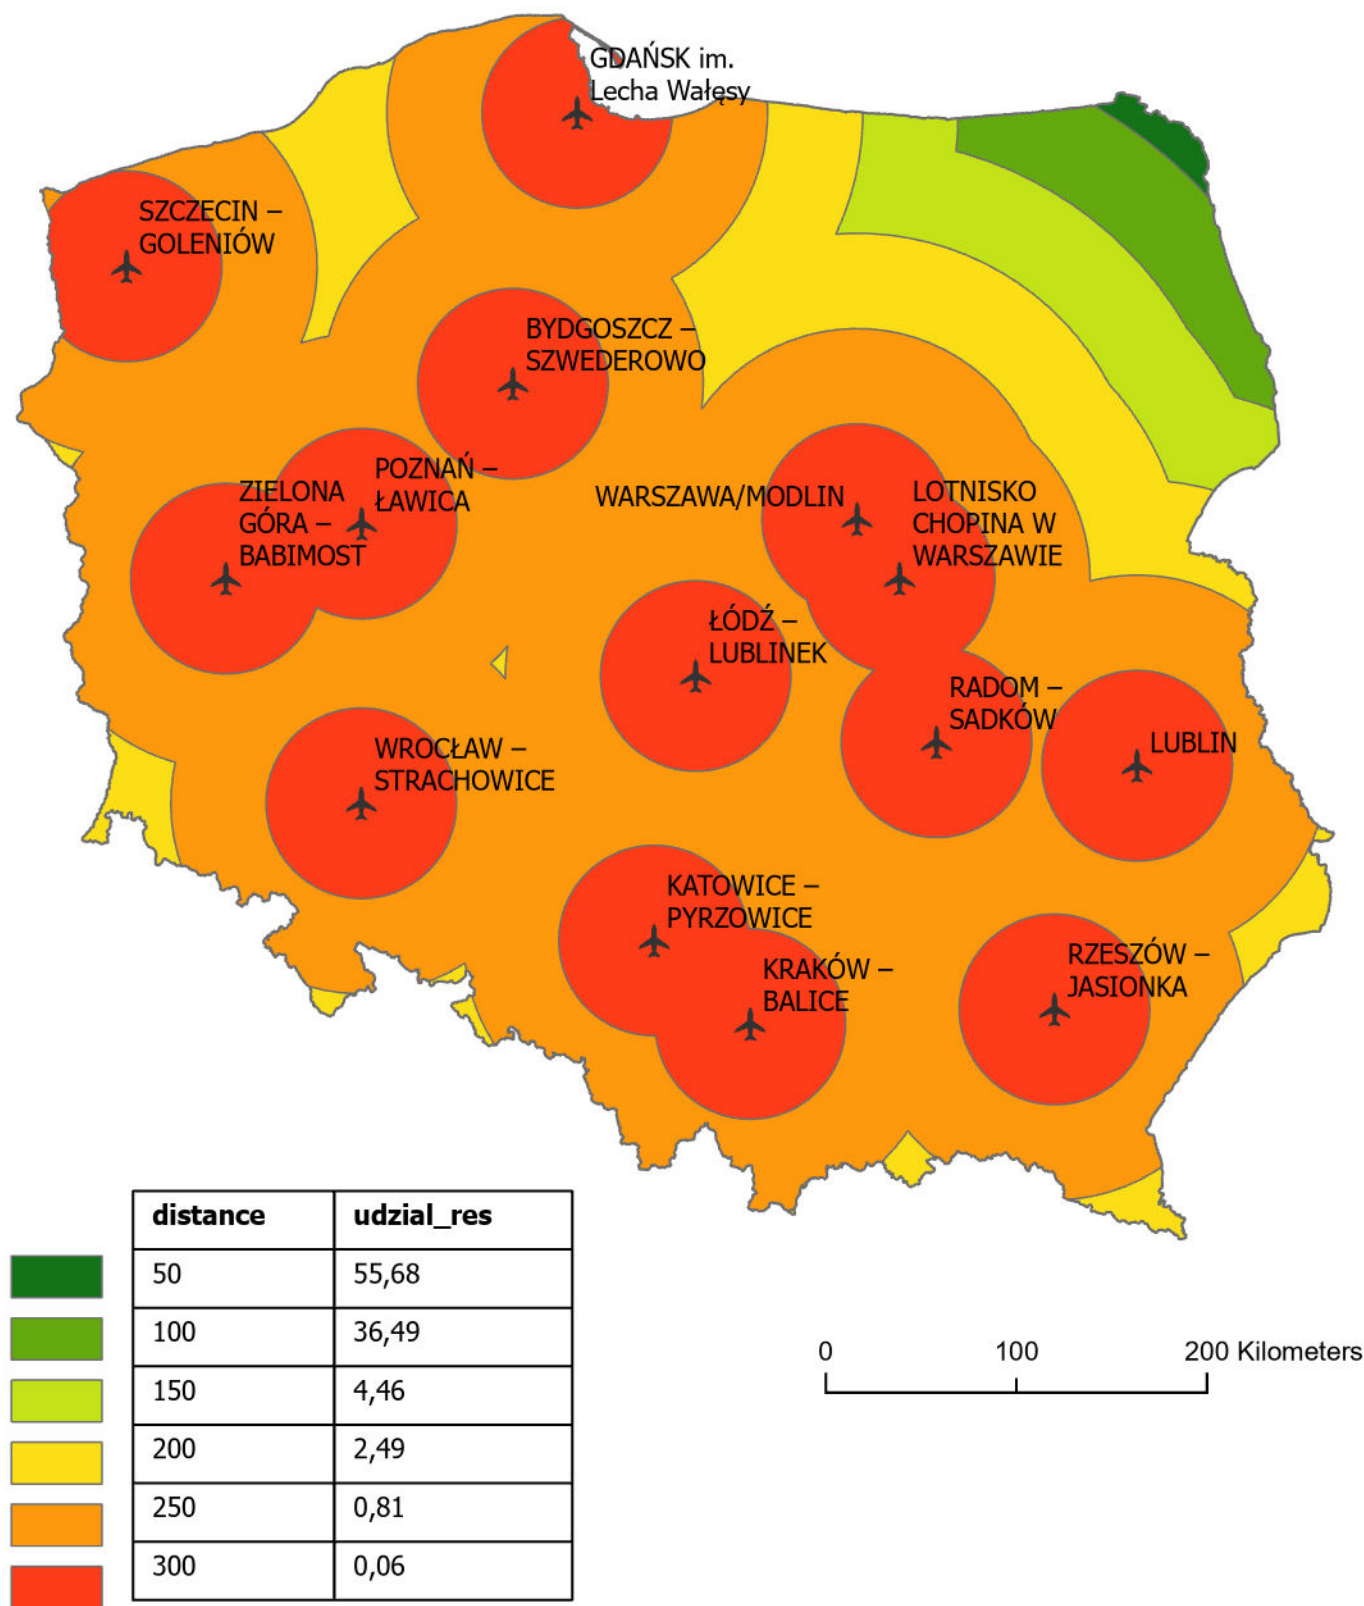 GDAŃSK im.
Lecha Wałęsy
SZCZECIN –
GOLENIÓW
BYDGOSZCZ –
SZWEDEROWO
POZNAŃ –
ŁAWICA
ZIELONA
GÓRA –
BABIMOST
WARSZAWA/MODLIN
LOTNISKO
CHOPINA W
WARSZAWIE
ŁÓDŹ –
LUBLINEK
RADOM –
SADKÓW
LUBLIN
WROCŁAW –
STRACHOWICE
KATOWICE –
PYRZOWICE
KRAKÓW –
BALICE
RZESZÓW –
JASIONKA
distance udzial_res
50 55,68
100 36,49
150 4,46
200 2,49
250 0,81
300 0,06
0 100 200 Kilometers